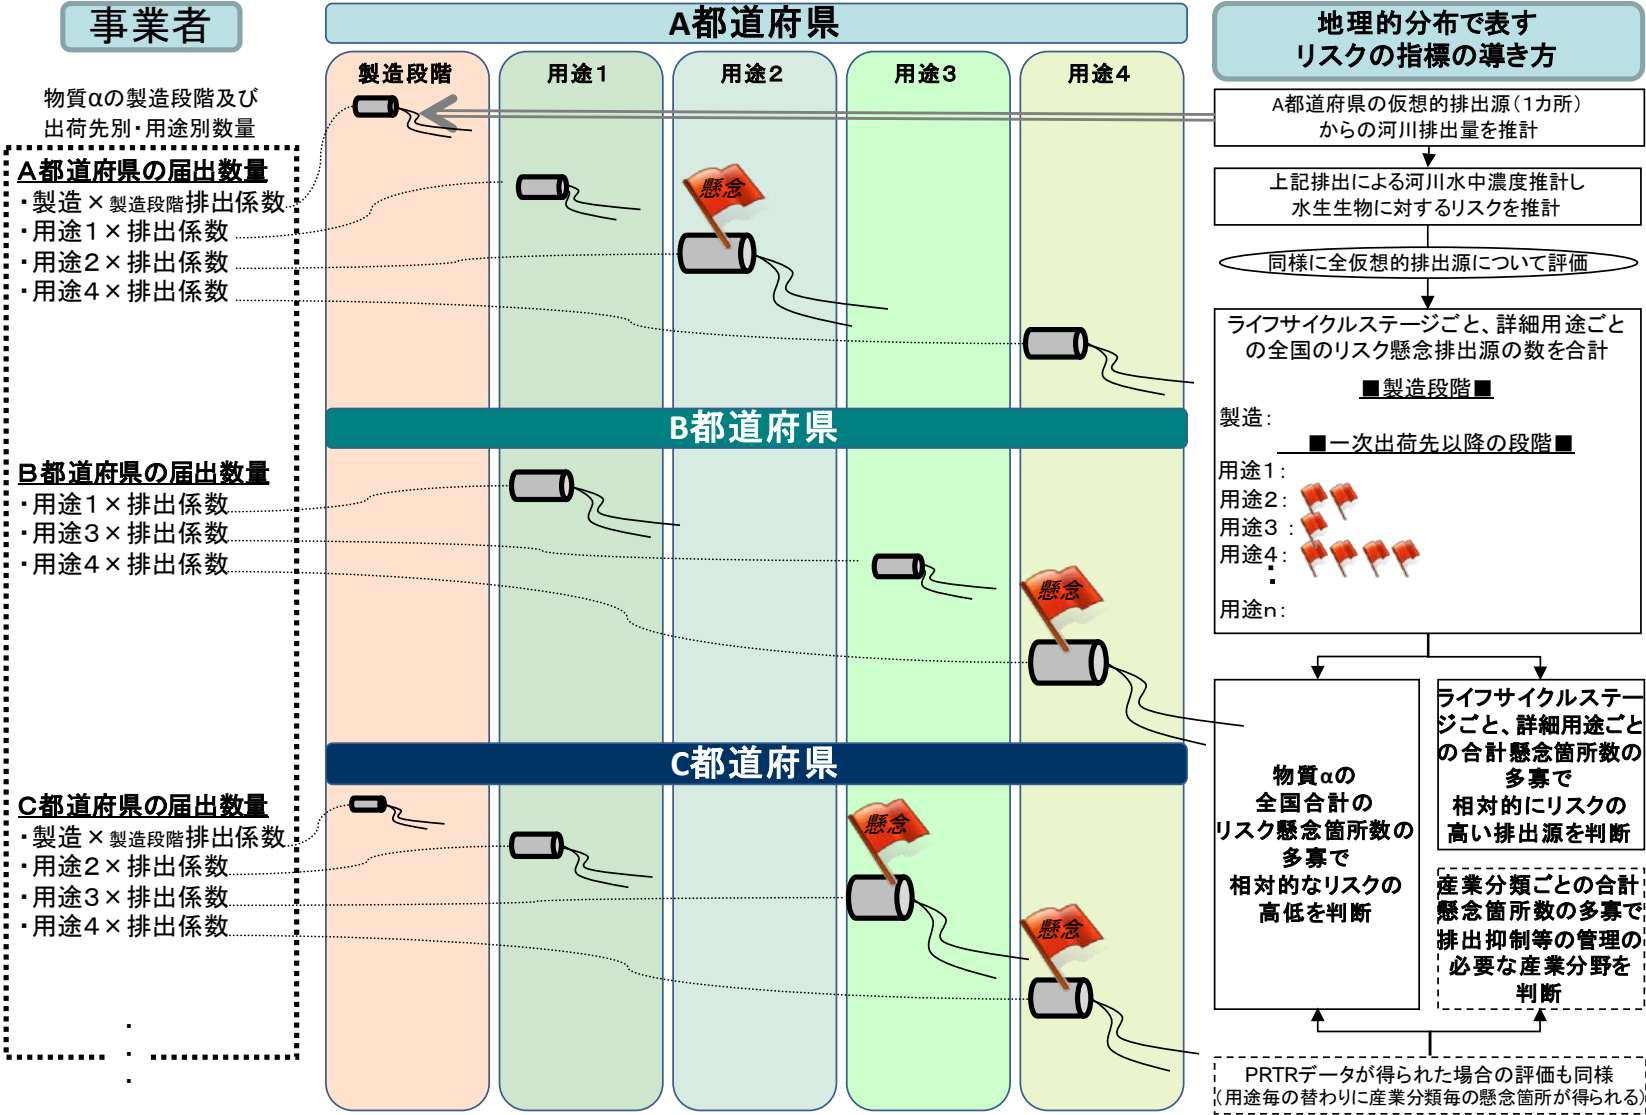 事業者
物質αの製造段階及び
出荷先別・用途別数量
A都道府県の届出数量
・製造×製造段階排出係数
・用途1×排出係数
・用途2×排出係数
・用途4×排出係数
B都道府県の届出数量
・用途1×排出係数
・用途3×排出係数
・用途4×排出係数
C都道府県の届出数量
・製造×製造段階排出係数
・用途2×排出係数
・用途3×排出係数
・用途4×排出係数
・
・
・
A都道府県
製造段階
用途1
用途2
用途3
用途4
懸念
B都道府県
懸念
C都道府県
懸念
懸念
地理的分布で表す
リスクの指標の導き方
A都道府県の仮想的排出源(1カ所)
からの河川排出量を推計
上記排出による河川水中濃度推計し
水生生物に対するリスクを推計
同様に全仮想的排出源について評価
ライフサイクルステージごと、詳細用途ごと
の全国のリスク懸念排出源の数を合計
■製造段階■
製造:
■一次出荷先以降の段階■
用途1:
用途2:
用途3:
用途4:
・
・
用途n:
物質αの
全国合計の
リスク懸念箇所数の
多寡で
相対的なリスクの
高低を判断
ライフサイクルステー
ジごと、詳細用途ごと
の合計懸念箇所数の
多寡で
相対的にリスクの
高い排出源を判断
産業分類ごとの合計
懸念箇所数の多寡で
排出抑制等の管理の
必要な産業分野を
判断
PRTRデータが得られた場合の評価も同様
(用途毎の替わりに産業分類毎の懸念箇所が得られる)